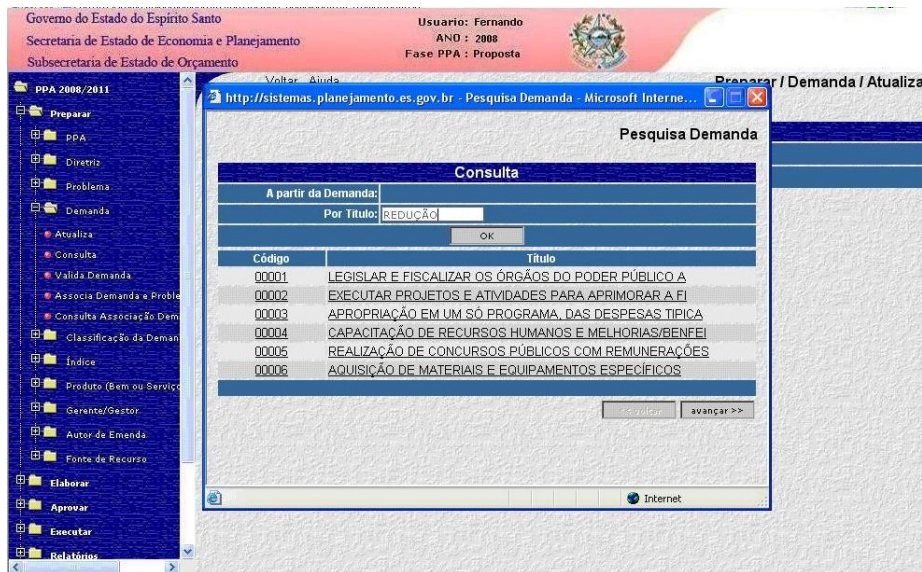 Governo do Estado do Espírito Santo
Secretaria de Estado de Economia e Planejamento
Subsecretaria de Estado de Orçamento
Usuario: Fernando
ANO : 2008
Fase PPA : Proposta
Voltar Ajuda
Preparar / Demanda / Atualiza
PPA 2008/2011
Preparar
PPA
Diretriz
Problema
Demanda
Atualiza
Consulta
Valida Demanda
Associa Demanda e Proble
Consulta Associação Dem
Classificação da Deman
Índice
Produto (Bem ou Serviço
Gerente/Gestor
Autor de Emenda
Fonte de Recurso
Elaborar
Aprovar
Executar
Relatórios
http://sistemas.planejamento.es.gov.br - Pesquisa Demanda - Microsoft Interne...
Pesquisa Demanda
Consulta
A partir da Demanda:
Por Título: REDUÇÃO
OK
Código Título
00001 LEGISLAR E FISCALIZAR OS ÓRGÃOS DO PODER PÚBLICO A
00002 EXECUTAR PROJETOS E ATIVIDADES PARA APRIMORAR A FI
00003 APROPRIAÇÃO EM UM SÓ PROGRAMA, DAS DESPESAS TIPICA
00004 CAPACITAÇÃO DE RECURSOS HUMANOS E MELHORIAS/BENFEI
00005 REALIZAÇÃO DE CONCURSOS PÚBLICOS COM REMUNERAÇÕES
00006 AQUISIÇÃO DE MATERIAIS E EQUIPAMENTOS ESPECÍFICOS
<< voltar avançar >>
Internet